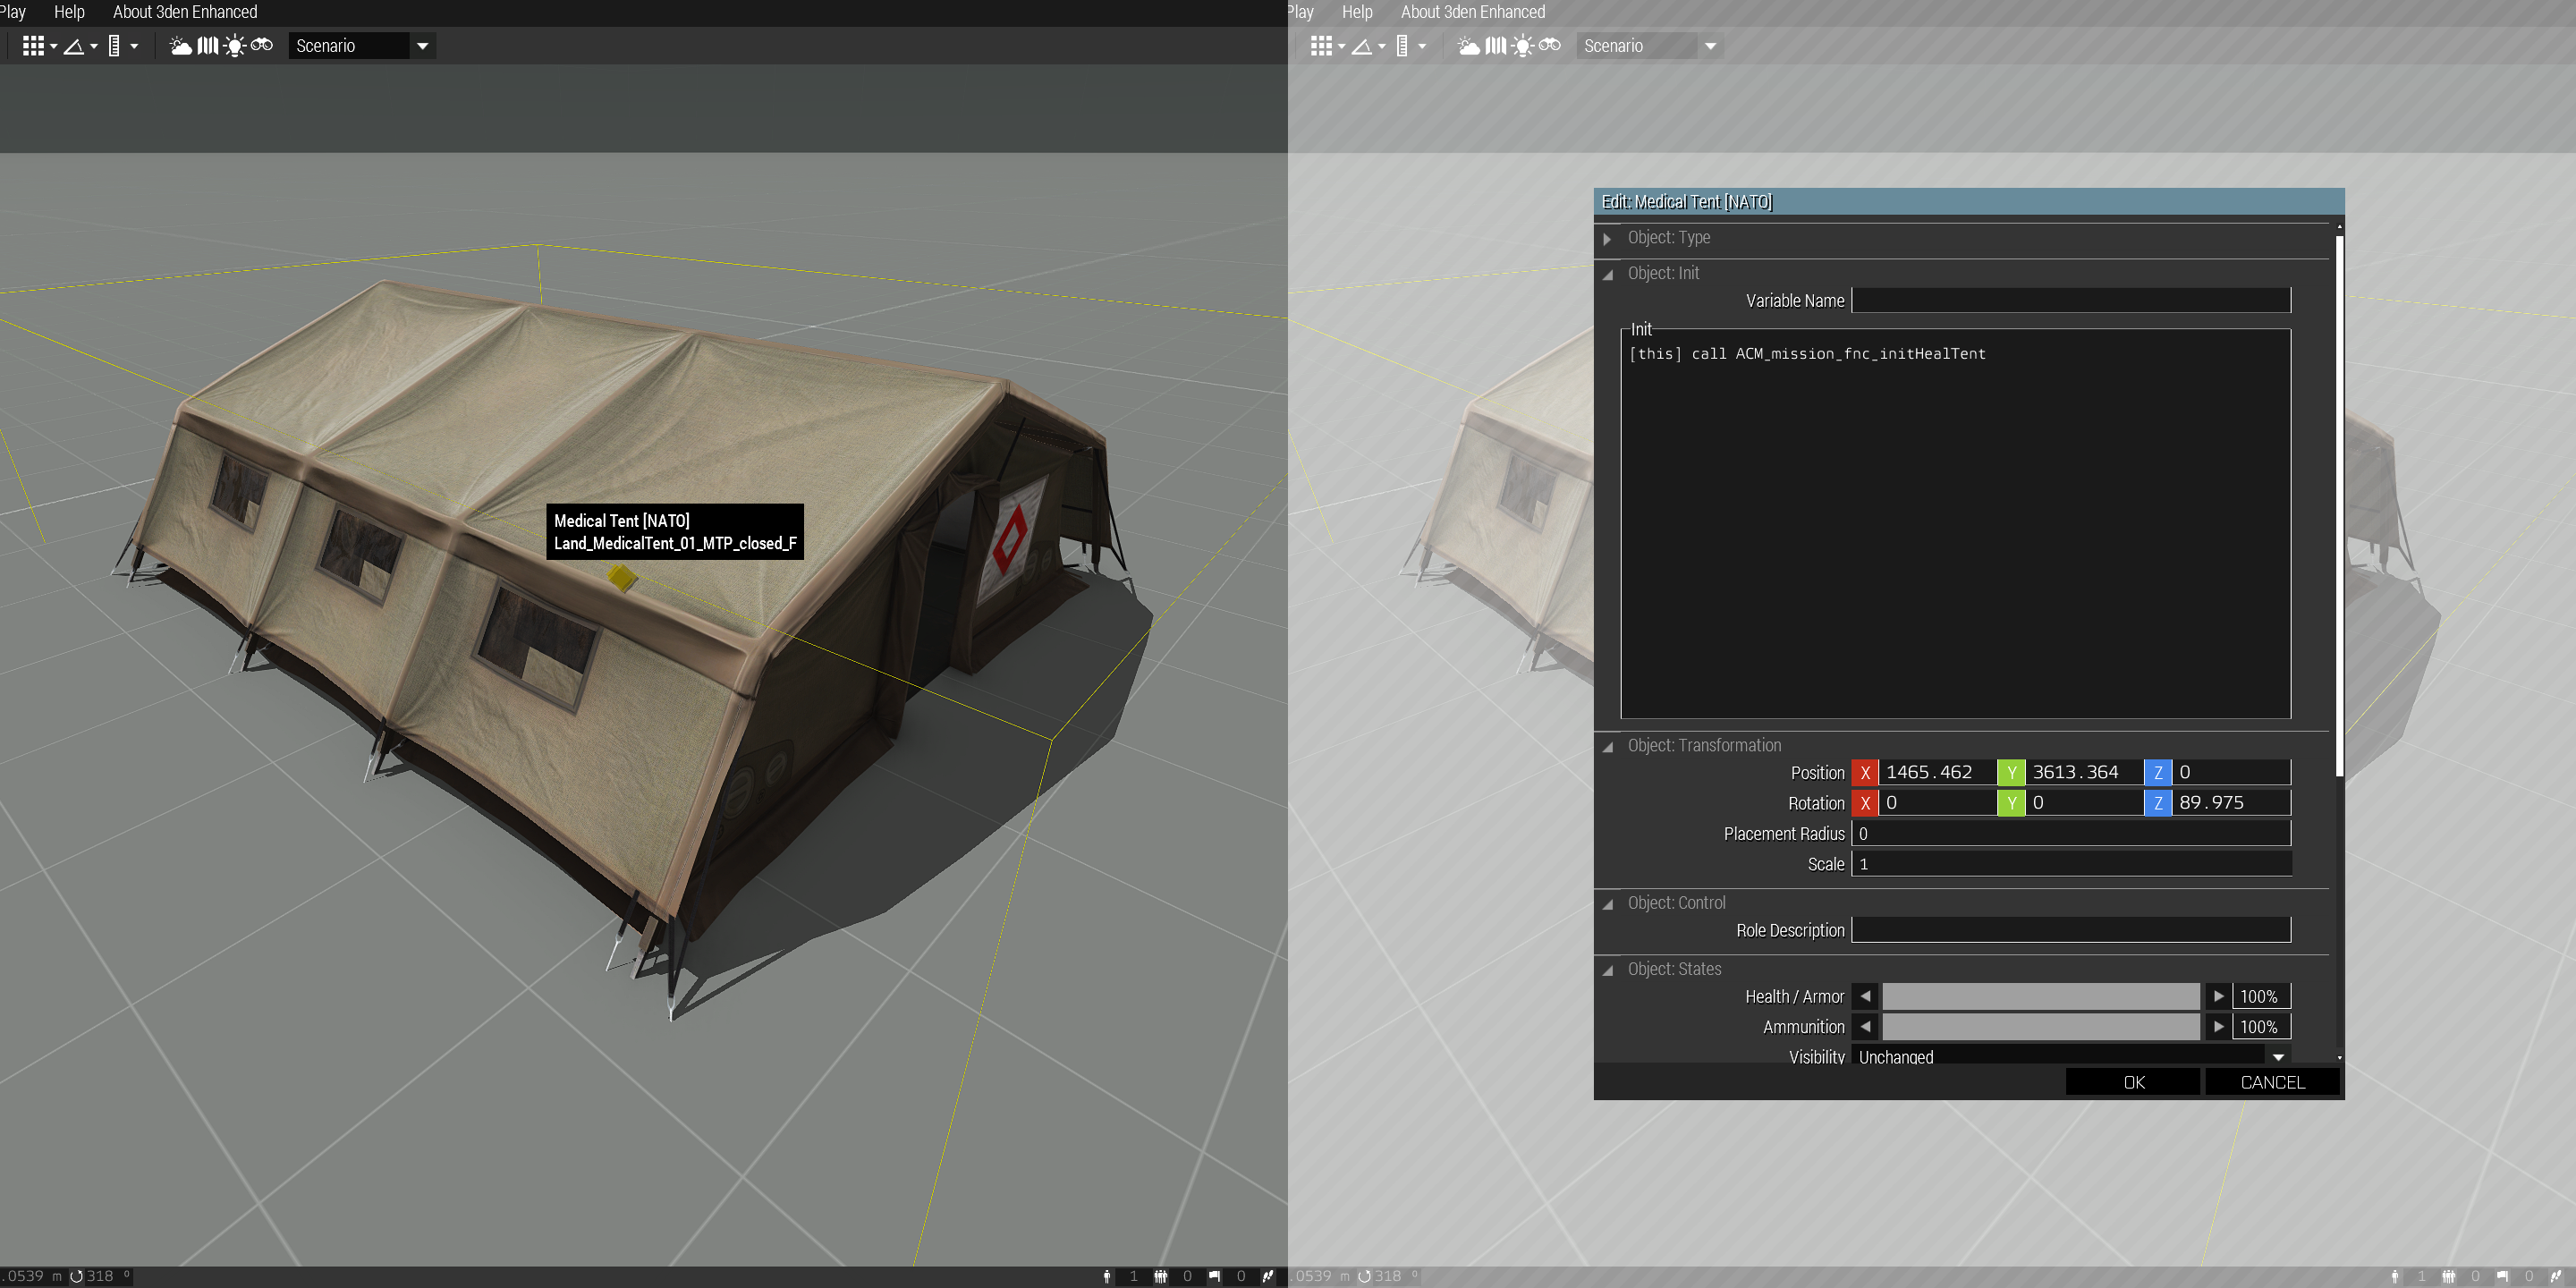 Play Help About 3den Enhanced
Scenario
Medical Tent [NATO]
Land_MedicalTent_01_MTP_closed_F
.0539 m 318 °
1 0 0
Play Help About 3den Enhanced
Scenario
Edit: Medical Tent [NATO]
Object: Type
Object: Init
Variable Name
Init
[this] call ACM_mission_fnc_initHealTent
Object: Transformation
Position X 1465.462 Y 3613.364 Z 0
Rotation X 0 Y 0 Z 89.975
Placement Radius 0
Scale 1
Object: Control
Role Description
Object: States
Health / Armor 100%
Ammunition 100%
Visibility Unchanged
OK CANCEL
.0539 m 318 °
1 0 0